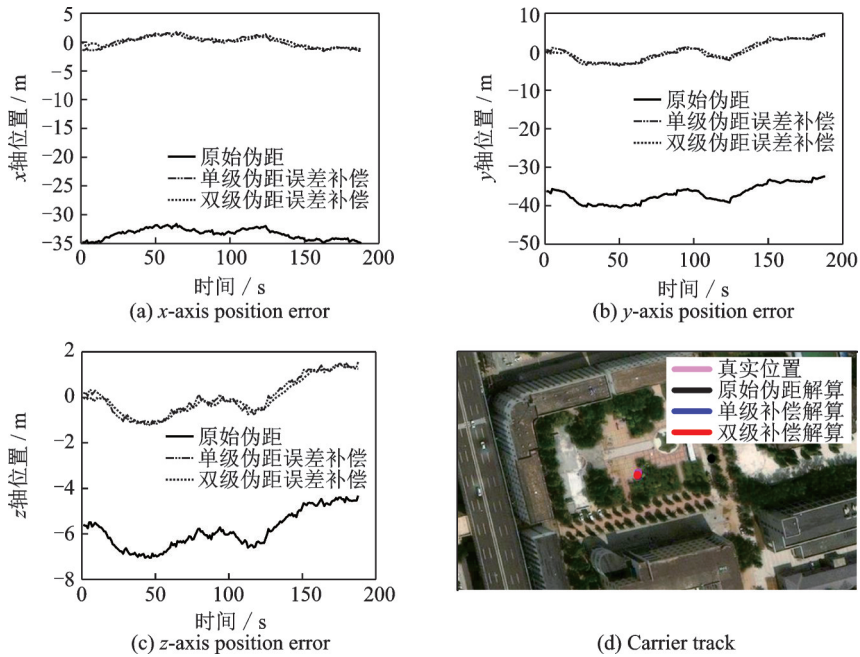 5
0
−5
−10
−15
−20
−25
−30
−35
x轴位置 / m
原始伪距
单级伪距误差补偿
双级伪距误差补偿
0 50 100 150 200
时间 / s
(a) x-axis position error
10
0
−10
−20
−30
−40
−50
y轴位置 / m
原始伪距
单级伪距误差补偿
双级伪距误差补偿
0 50 100 150 200
时间 / s
(b) y-axis position error
2
0
−2
−4
−6
−8
z轴位置 / m
原始伪距
单级伪距误差补偿
双级伪距误差补偿
0 50 100 150 200
时间 / s
(c) z-axis position error
真实位置
原始伪距解算
单级补偿解算
双级补偿解算
(d) Carrier track